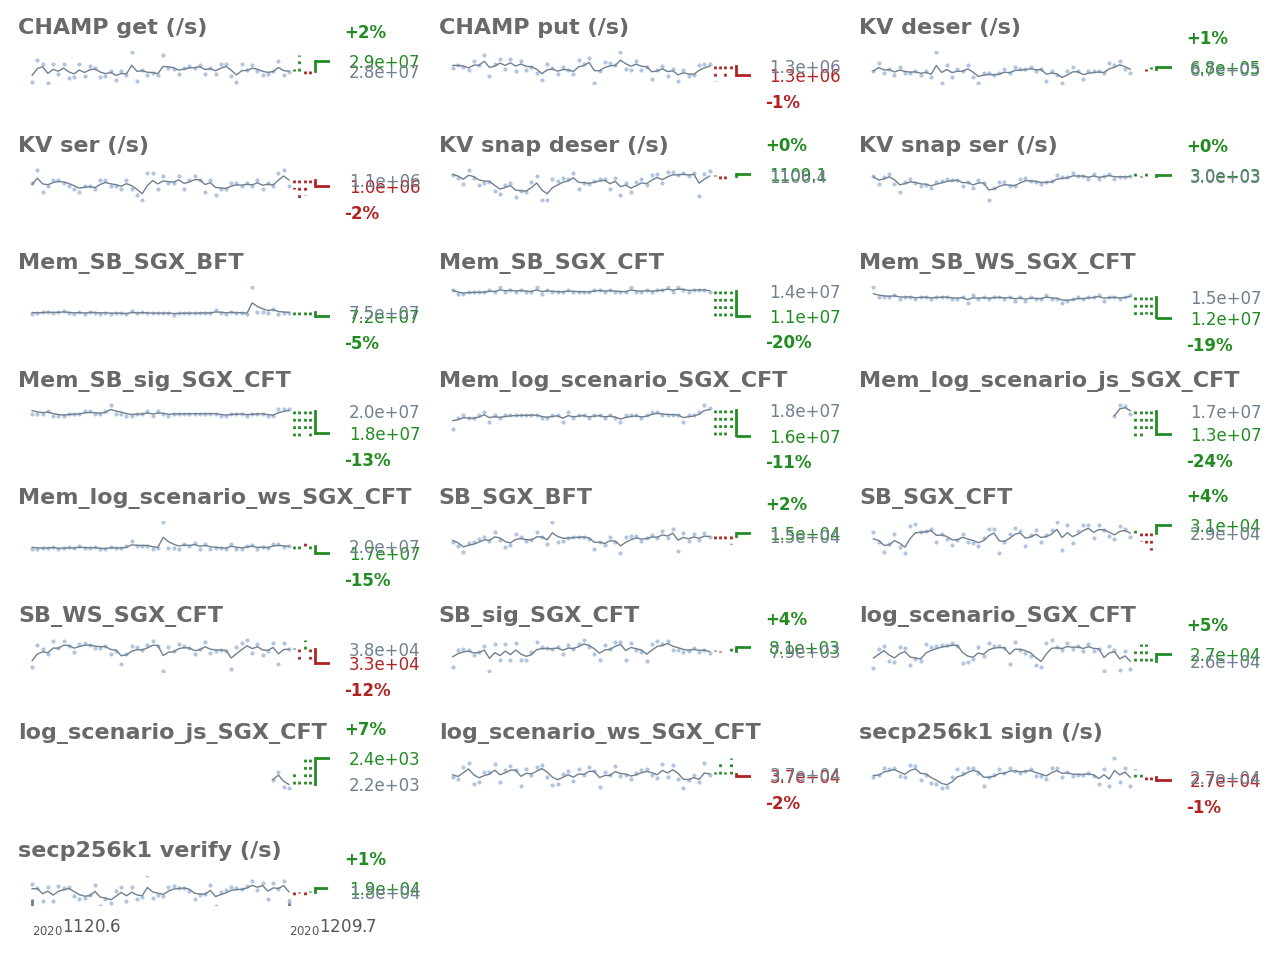 CHAMP get (/s)
+2%
2.9e+07
2.8e+07
CHAMP put (/s)
1.3e+06
1.3e+06
-1%
KV deser (/s)
+1%
6.8e+05
6.7e+05
KV ser (/s)
1.1e+06
1.0e+06
-2%
KV snap deser (/s)
+0%
1109.1
KV snap ser (/s)
+0%
3.0e+03
3.0e+03
Mem_SB_SGX_BFT
7.5e+07
7.2e+07
-5%
Mem_SB_SGX_CFT
1.4e+07
1.1e+07
-20%
Mem_SB_WS_SGX_CFT
1.5e+07
1.2e+07
-19%
Mem_SB_sig_SGX_CFT
2.0e+07
1.8e+07
-13%
Mem_log_scenario_SGX_CFT
1.8e+07
1.6e+07
-11%
Mem_log_scenario_js_SGX_CFT
1.7e+07
1.3e+07
-24%
Mem_log_scenario_ws_SGX_CFT
2.0e+07
1.7e+07
-15%
SB_SGX_BFT
+2%
1.5e+04
1.5e+04
SB_SGX_CFT
+4%
3.1e+04
2.9e+04
SB_WS_SGX_CFT
3.8e+04
3.3e+04
-12%
SB_sig_SGX_CFT
+4%
8.1e+03
7.9e+03
log_scenario_SGX_CFT
+5%
2.7e+04
2.6e+04
log_scenario_js_SGX_CFT
+7%
2.4e+03
2.2e+03
log_scenario_ws_SGX_CFT
3.7e+04
3.7e+04
-2%
secp256k1 sign (/s)
2.7e+04
2.7e+04
-1%
secp256k1 verify (/s)
+1%
1.9e+04
1.8e+04
20201120.6
20201209.7